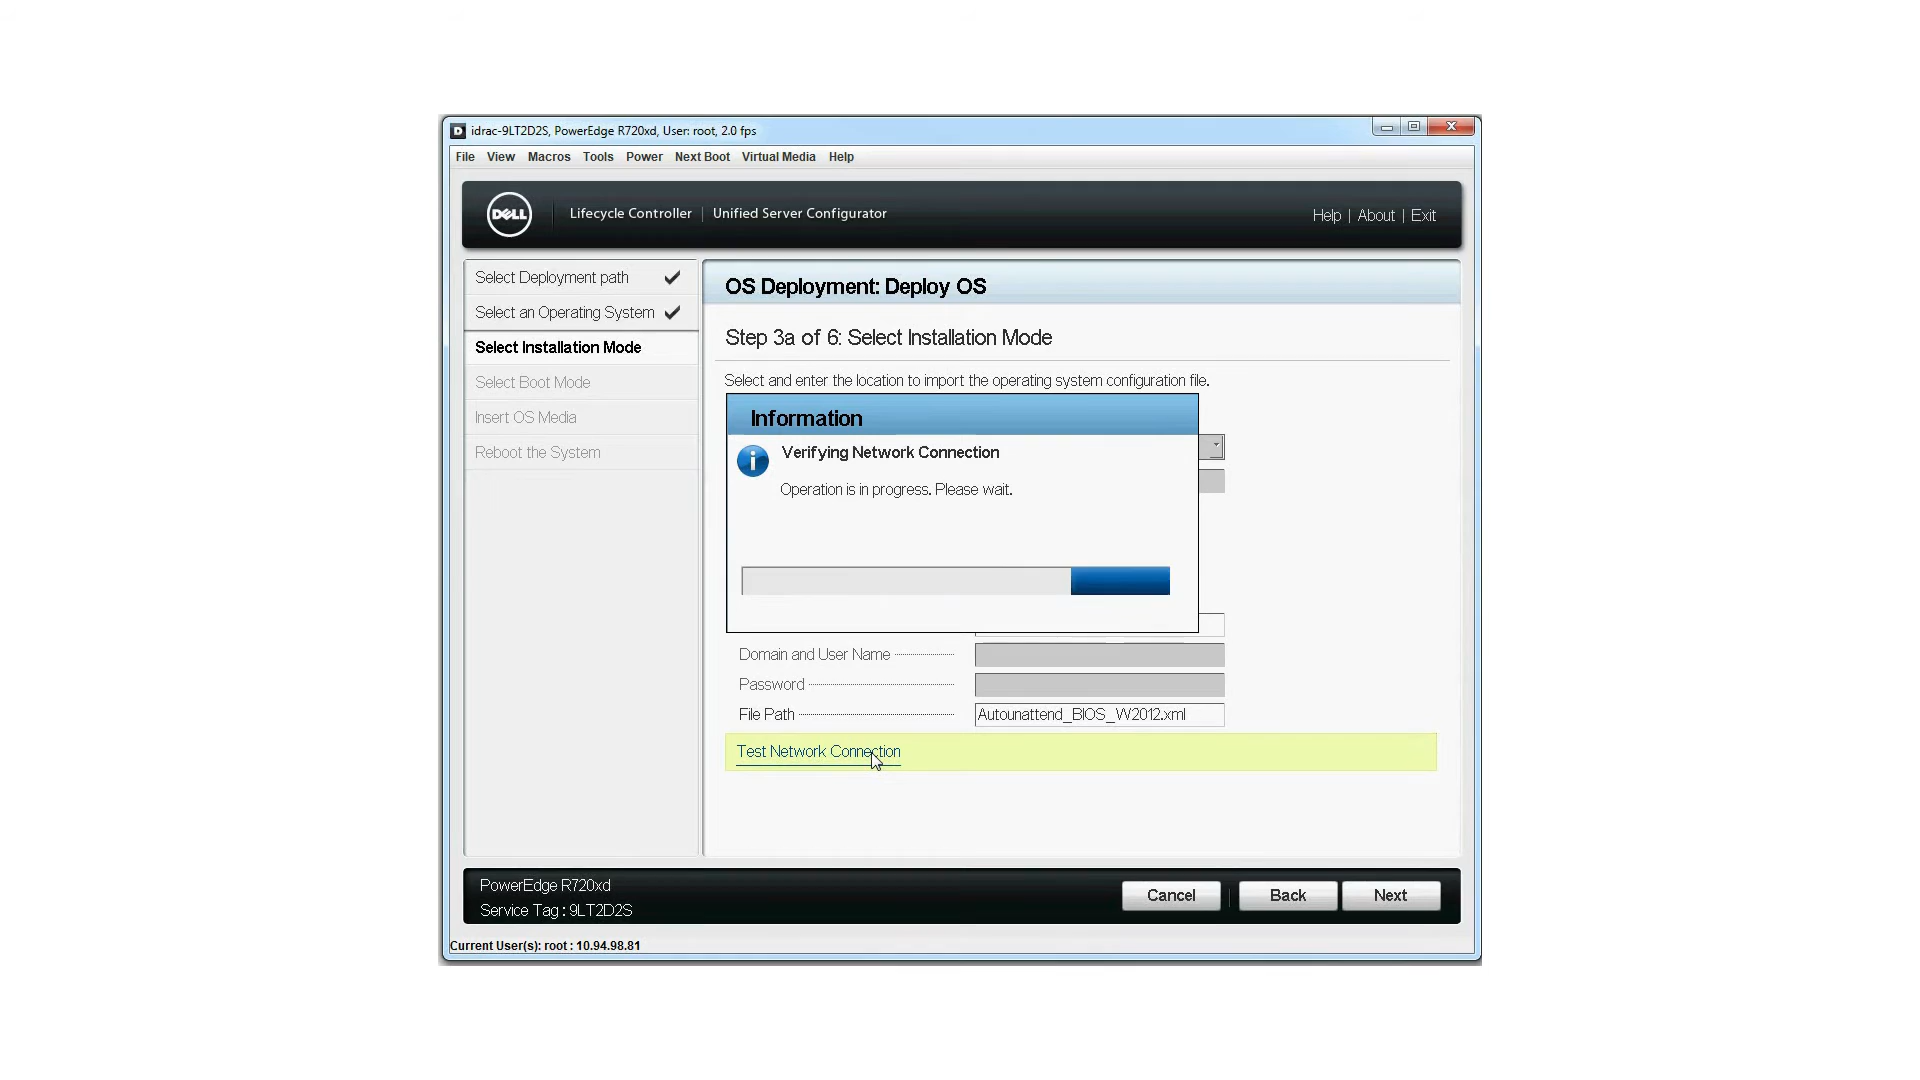 idrac-9LT2D2S, PowerEdge R720xd, User: root, 2.0 fps
File View Macros Tools Power Next Boot Virtual Media Help
DELL Lifecycle Controller | Unified Server Configurator Help | About | Exit
Select Deployment path
Select an Operating System
Select Installation Mode
Select Boot Mode
Insert OS Media
Reboot the System
OS Deployment: Deploy OS
Step 3a of 6: Select Installation Mode
Select and enter the location to import the operating system configuration file.
Information
Verifying Network Connection
Operation is in progress. Please wait.
Domain and User Name
Password
File Path Autounattend_BIOS_W2012.xml
Test Network Connection
PowerEdge R720xd
Service Tag : 9LT2D2S
Cancel Back Next
Current User(s): root : 10.94.98.81